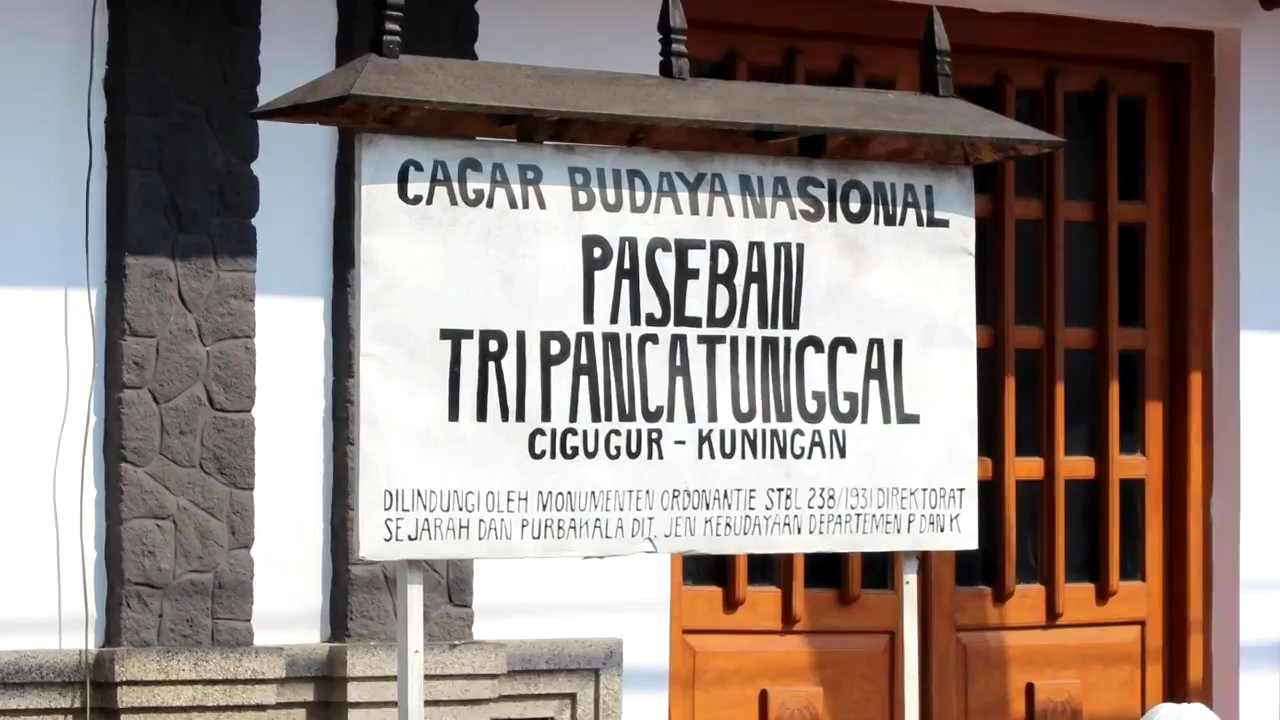 CAGAR BUDAYA NASIONAL
PASEBAN
TRI PANCA TUNGGAL
CIGUGUR - KUNINGAN
DILINDUNGI OLEH MONUMENTEN ORDONANTIE STBL 238/1931 DIREKTORAT
SEJARAH DAN PURBAKALA DIT. JEN KEBUDAYAAN DEPARTEMEN P DAN K